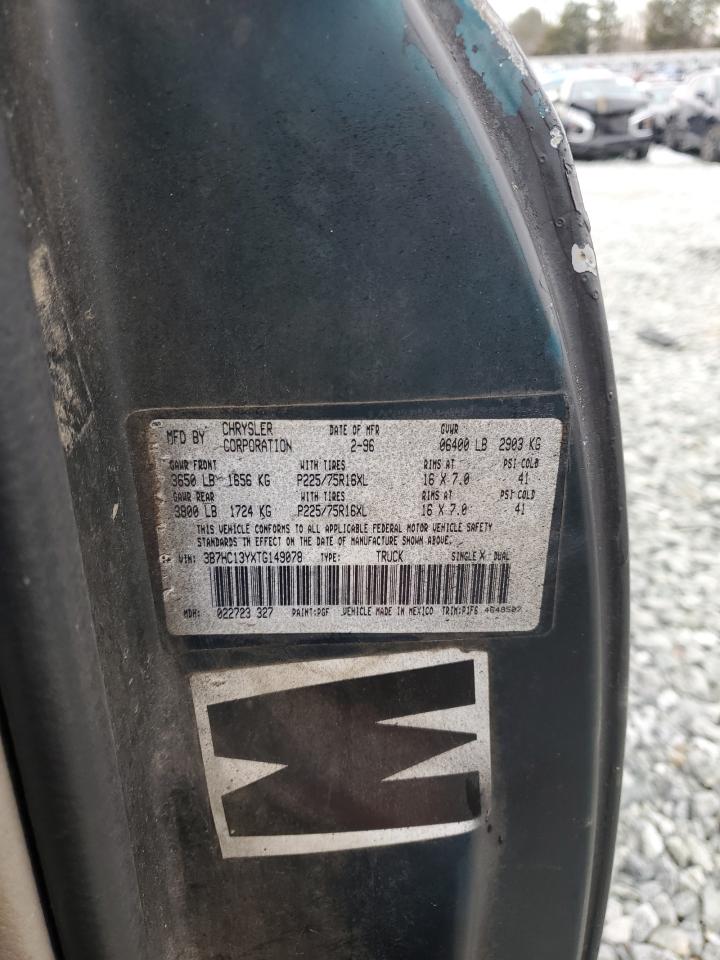 MFD BY CHRYSLER CORPORATION DATE OF MFR 2-96 GVWR 06400 LB 2903 KG
GAWR FRONT WITH TIRES RIMS AT PSI COLD
3650 LB 1656 KG P225/75R16XL 16 X 7.0 41
GAWR REAR WITH TIRES RIMS AT PSI COLD
3800 LB 1724 KG P225/75R16XL 16 X 7.0 41
THIS VEHICLE CONFORMS TO ALL APPLICABLE FEDERAL MOTOR VEHICLE SAFETY
STANDARDS IN EFFECT ON THE DATE OF MANUFACTURE SHOWN ABOVE.
VIN: 3B7HC13YXTG149078 TYPE: TRUCK SINGLE X DUAL
MDH: 022723 327 PAINT:PGF VEHICLE MADE IN MEXICO TRIM:P1F6 4648507